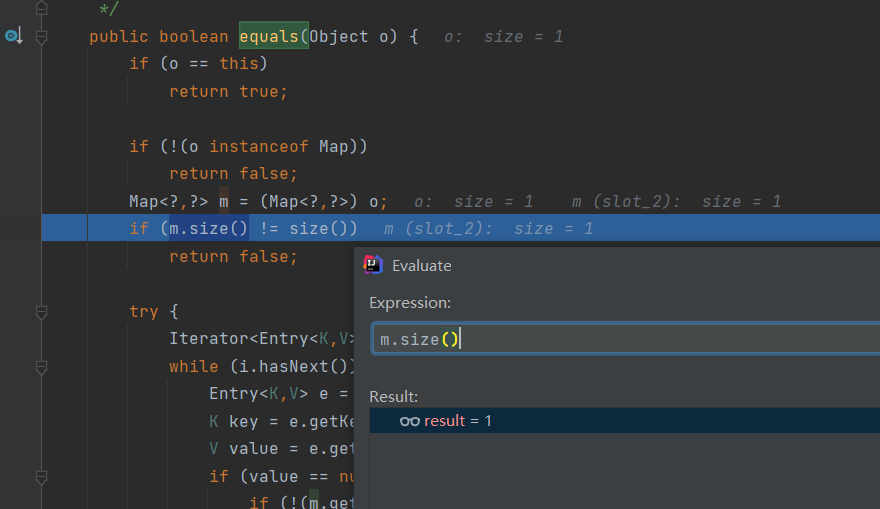 */
public boolean equals(Object o) { o: size = 1
if (o == this)
return true;
if (!(o instanceof Map))
return false;
Map<?,?> m = (Map<?,?>) o; o: size = 1 m (slot_2): size = 1
if (m.size() != size()) m (slot_2): size = 1
return false;
Evaluate
Expression:
try {
Iterator<Entry<K,V>
m.size()
while (i.hasNext())
Entry<K,V> e =
Result:
K key = e.getKe
result = 1
V value = e.get
if (value == nu
if (!(m.get